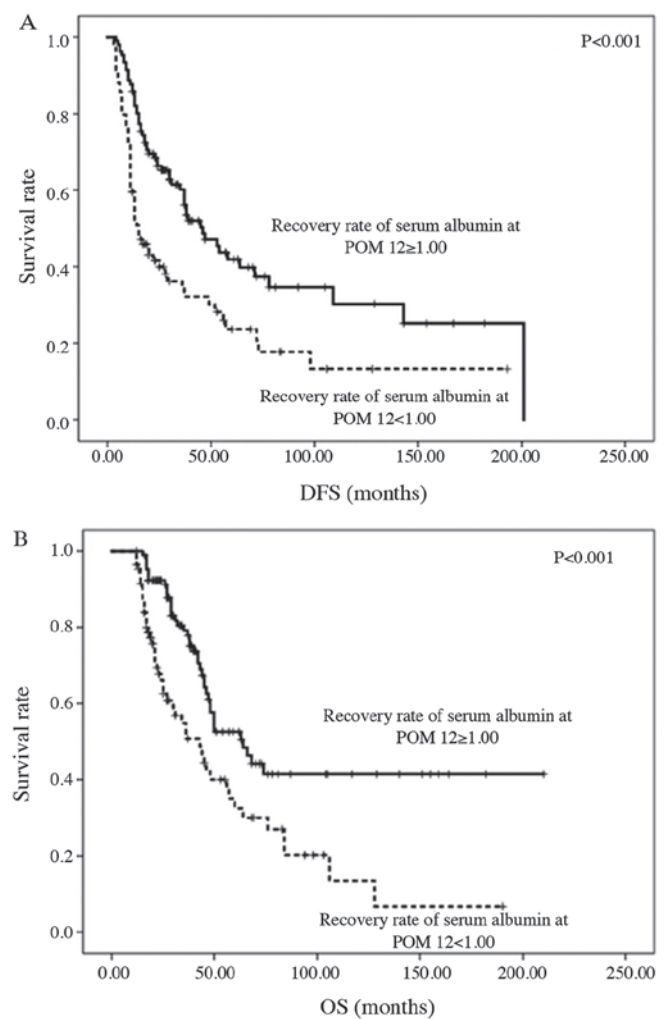 A
P<0.001
1.0
0.8
0.6
0.4
0.2
0.0
Survival rate
Recovery rate of serum albumin at
POM 12≥1.00
Recovery rate of serum albumin at
POM 12<1.00
0.00 50.00 100.00 150.00 200.00 250.00
DFS (months)
B
P<0.001
1.0
0.8
0.6
0.4
0.2
0.0
Survival rate
Recovery rate of serum albumin at
POM 12≥1.00
Recovery rate of serum albumin at
POM 12<1.00
0.00 50.00 100.00 150.00 200.00 250.00
OS (months)